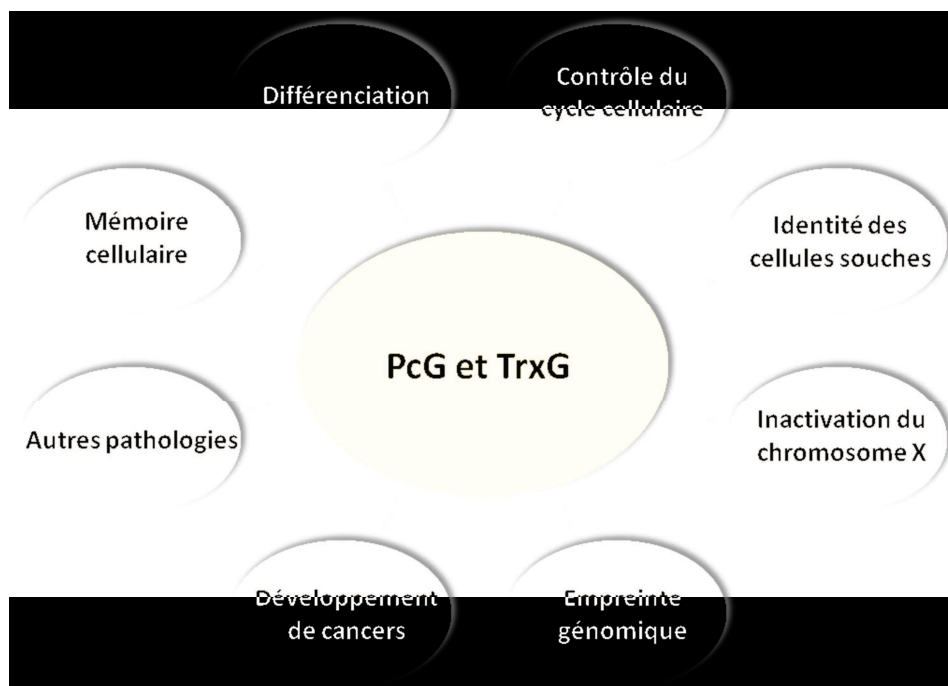 Différenciation
Contrôle du
cycle cellulaire
Mémoire
cellulaire
Identité des
cellules souches
PcG et TrxG
Autres pathologies
Inactivation du
chromosome X
Développement
de cancers
Empreinte
génomique